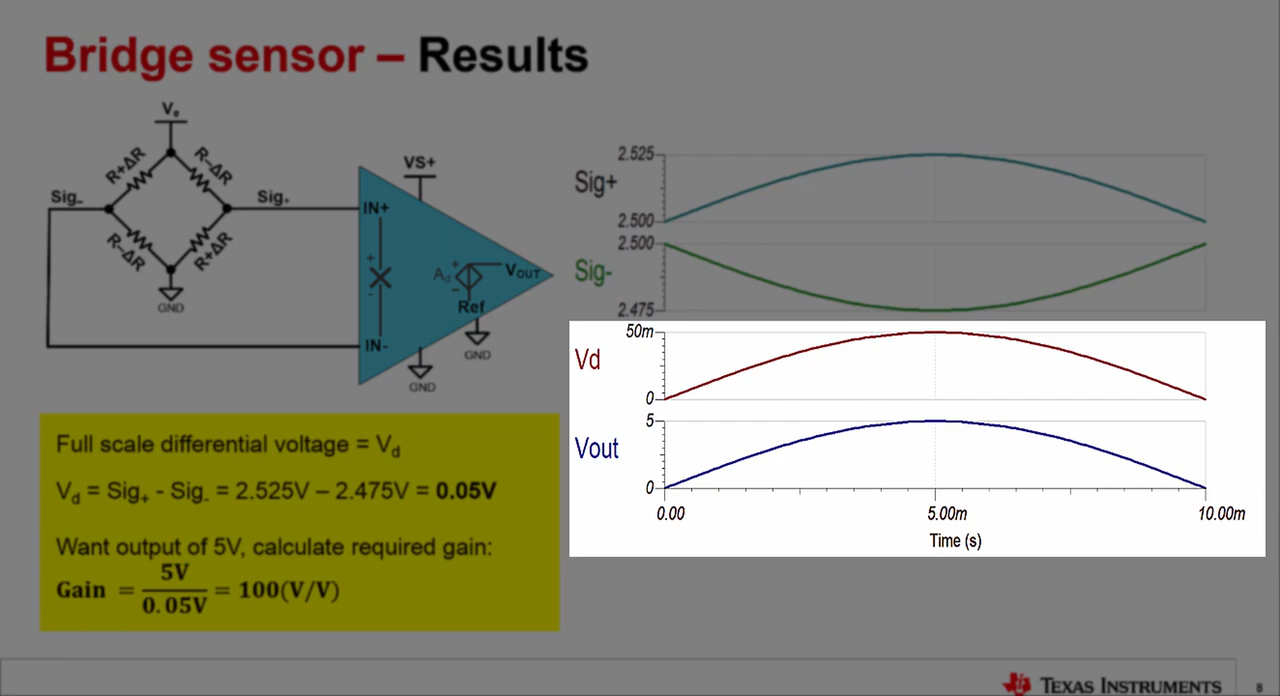 Bridge sensor – Results
Ve
R+ΔR
R–ΔR
Sig-
Sig+
R–ΔR
R+ΔR
GND
VS+
IN+
+
-
IN-
Ad
+
–
VOUT
Ref
GND
GND
Sig+
2.525
2.500
Sig-
2.500
2.475
Vd
50m
0
Vout
5
0
0.00
5.00m
10.00m
Time (s)
Full scale differential voltage = Vd
Vd = Sig+ - Sig- = 2.525V – 2.475V = 0.05V
Want output of 5V, calculate required gain:
Gain = 5V / 0.05V = 100(V/V)
TEXAS INSTRUMENTS
8